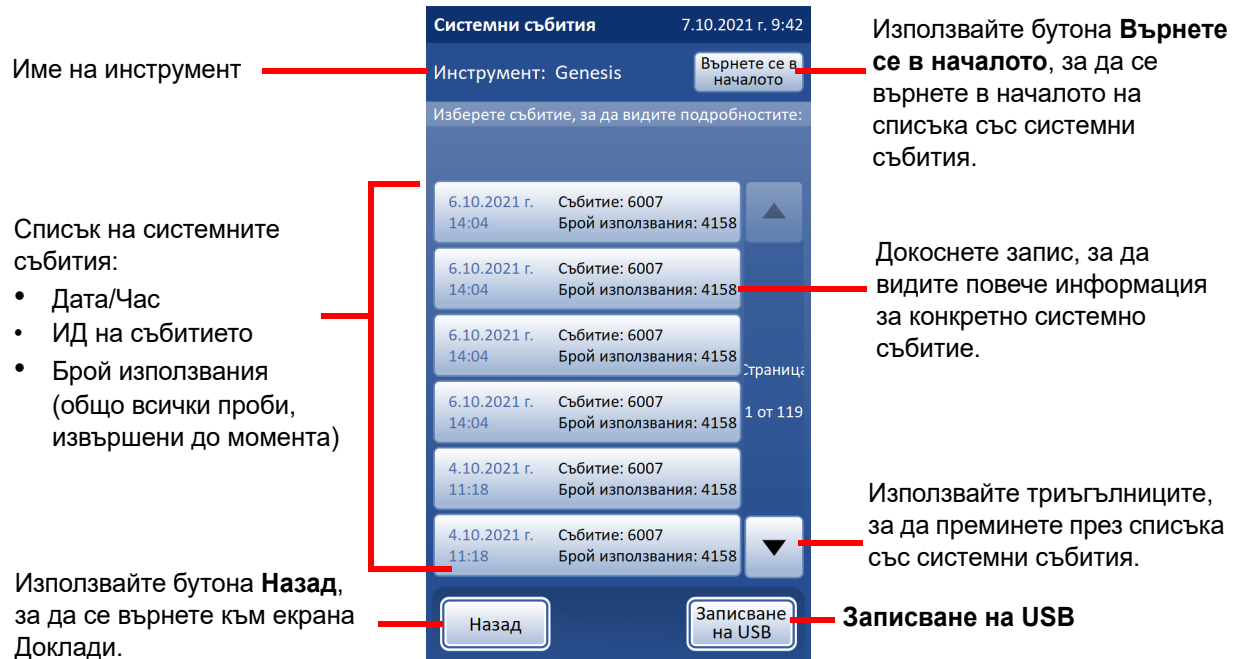 Системни събития 7.10.2021 г. 9:42
Инструмент: Genesis
Върнете се в
началото
Изберете събитие, за да видите подробностите:
6.10.2021 г. Събитие: 6007
14:04 Брой използвания: 4158
6.10.2021 г. Събитие: 6007
14:04 Брой използвания: 4158
6.10.2021 г. Събитие: 6007
14:04 Брой използвания: 4158
6.10.2021 г. Събитие: 6007
14:04 Брой използвания: 4158
4.10.2021 г. Събитие: 6007
11:18 Брой използвания: 4158
4.10.2021 г. Събитие: 6007
11:18 Брой използвания: 4158
Страница
1 от 119
Назад
Записване
на USB
Име на инструмент
Списък на системните
събития:
• Дата/Час
• ИД на събитието
• Брой използвания
(общо всички проби,
извършени до момента)
Използвайте бутона Назад,
за да се върнете към екрана
Доклади.
Използвайте бутона Върнете
се в началото, за да се
върнете в началото на
списъка със системни
събития.
Докоснете запис, за да
видите повече информация
за конкретно системно
събитие.
Използвайте триъгълниците,
за да преминете през списъка
със системни събития.
Записване на USB